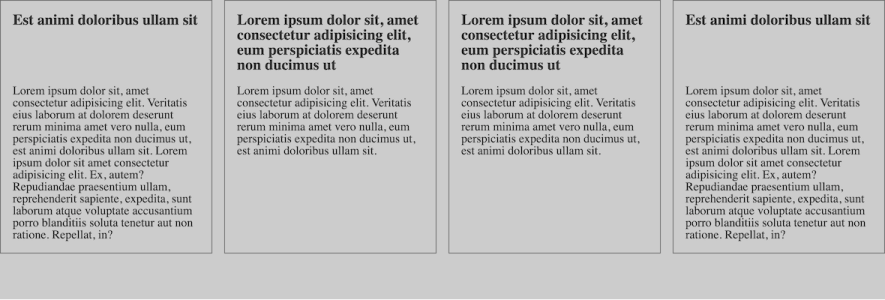 Est animi doloribus ullam sit
Lorem ipsum dolor sit, amet
consectetur adipisicing elit. Veritatis
eius laborum at dolorem deserunt
rerum minima amet vero nulla, eum
perspiciatis expedita non ducimus ut,
est animi doloribus ullam sit. Lorem
ipsum dolor sit amet consectetur
adipisicing elit. Ex, autem?
Repudiandae praesentium ullam,
reprehenderit sapiente, expedita, sunt
laborum atque voluptate accusantium
porro blanditiis soluta tenetur aut non
ratione. Repellat, in?
Lorem ipsum dolor sit, amet
consectetur adipisicing elit,
eum perspiciatis expedita
non ducimus ut
Lorem ipsum dolor sit, amet
consectetur adipisicing elit. Veritatis
eius laborum at dolorem deserunt
rerum minima amet vero nulla, eum
perspiciatis expedita non ducimus ut,
est animi doloribus ullam sit.
Lorem ipsum dolor sit, amet
consectetur adipisicing elit,
eum perspiciatis expedita
non ducimus ut
Lorem ipsum dolor sit, amet
consectetur adipisicing elit. Veritatis
eius laborum at dolorem deserunt
rerum minima amet vero nulla, eum
perspiciatis expedita non ducimus ut,
est animi doloribus ullam sit.
Est animi doloribus ullam sit
Lorem ipsum dolor sit, amet
consectetur adipisicing elit. Veritatis
eius laborum at dolorem deserunt
rerum minima amet vero nulla, eum
perspiciatis expedita non ducimus ut,
est animi doloribus ullam sit. Lorem
ipsum dolor sit amet consectetur
adipisicing elit. Ex, autem?
Repudiandae praesentium ullam,
reprehenderit sapiente, expedita, sunt
laborum atque voluptate accusantium
porro blanditiis soluta tenetur aut non
ratione. Repellat, in?